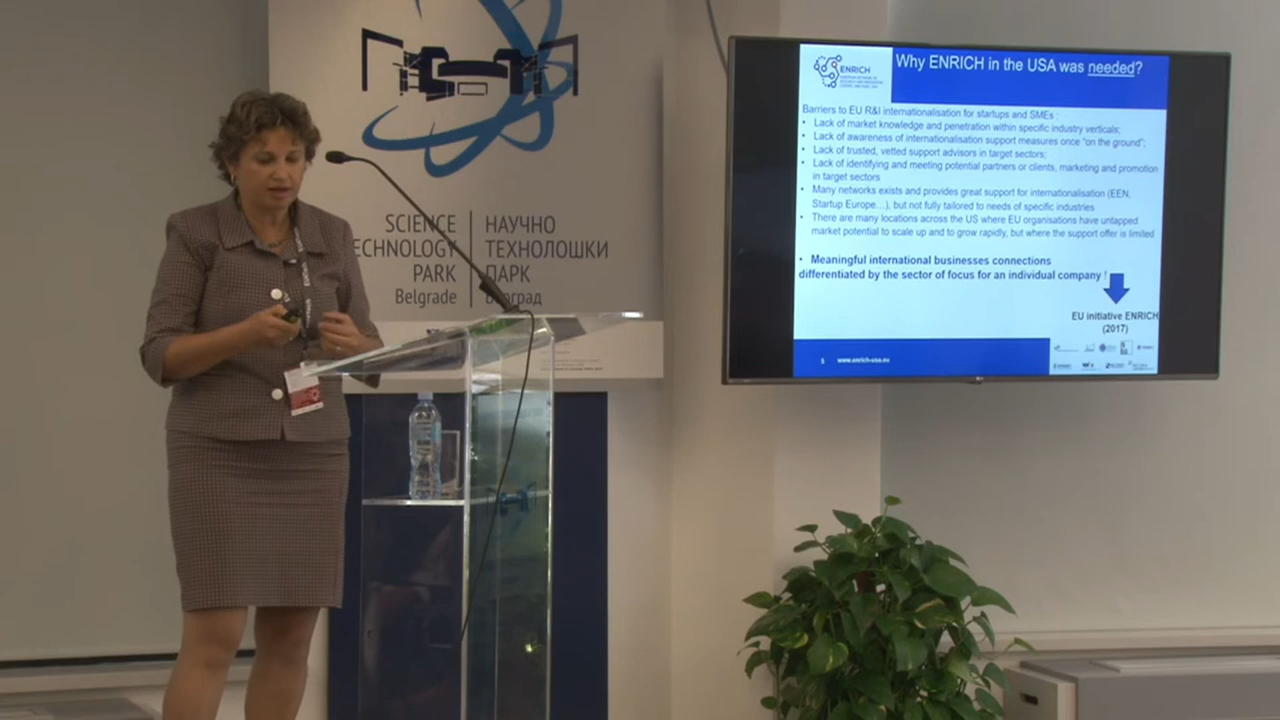 SCIENCE
TECHNOLOGY
PARK
Belgrade
НАУЧНО
ТЕХНОЛОШКИ
ПАРК
Београд
ENRICH
Why ENRICH in the USA was needed?
Barriers to EU R&I internationalisation for startups and SMEs :
• Lack of market knowledge and penetration within specific industry verticals;
• Lack of awareness of internationalisation support measures once “on the ground”;
• Lack of trusted, vetted support advisors in target sectors;
• Lack of identifying and meeting potential partners or clients, marketing and promotion
in target sectors
• Many networks exists and provides great support for internationalisation (EEN,
Startup Europe…), but not fully tailored to needs of specific industries
• There are many locations across the US where EU organisations have untapped
market potential to scale up and to grow rapidly, but where the support offer is limited
• Meaningful international businesses connections
differentiated by the sector of focus for an individual company !
EU initiative ENRICH
(2017)
5 www.enrich-usa.eu